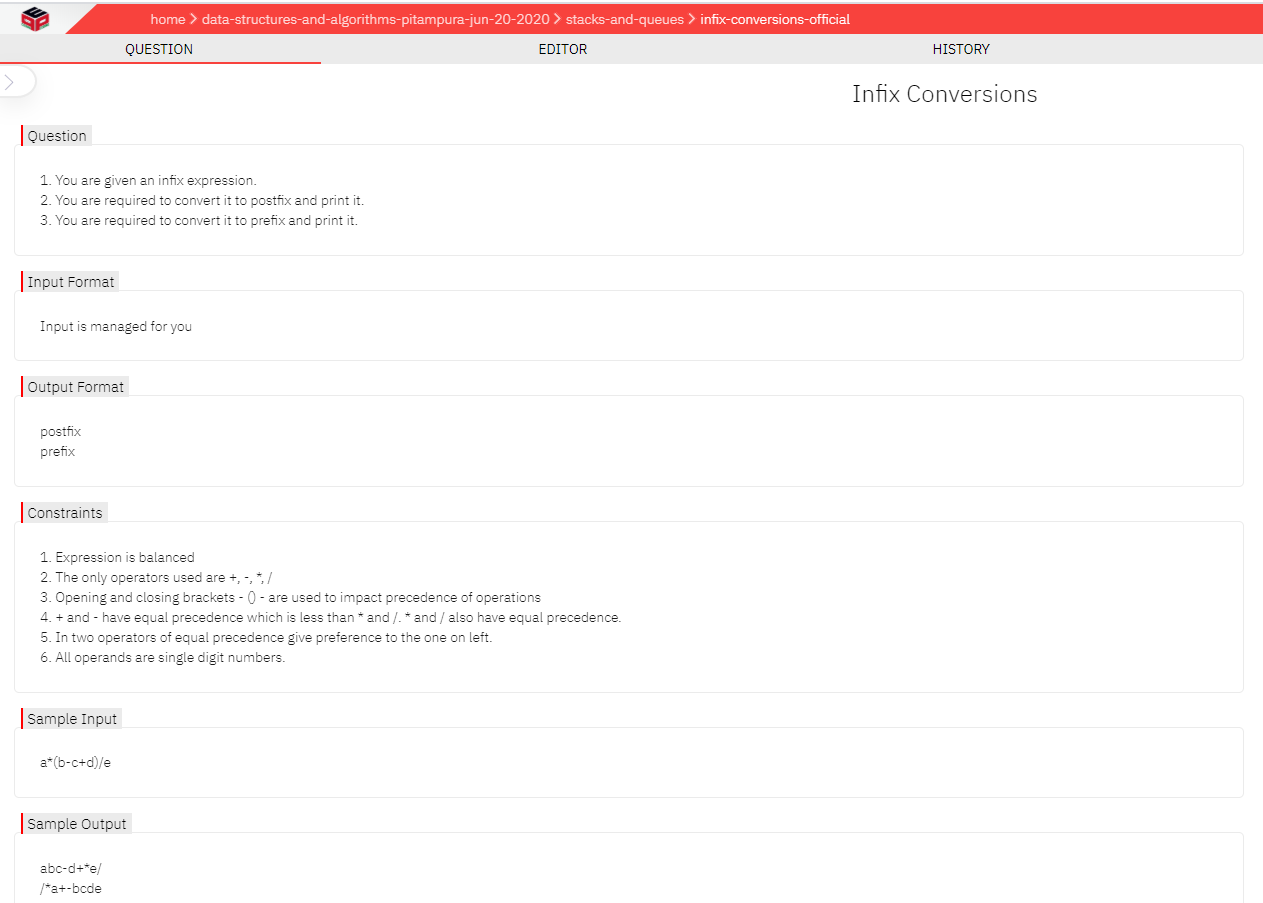 home > data-structures-and-algorithms-pitampura-jun-20-2020 > stacks-and-queues > infix-conversions-official
QUESTION EDITOR HISTORY
Infix Conversions
Question
1. You are given an infix expression.
2. You are required to convert it to postfix and print it.
3. You are required to convert it to prefix and print it.
Input Format
Input is managed for you
Output Format
postfix
prefix
Constraints
1. Expression is balanced
2. The only operators used are +, -, *, /
3. Opening and closing brackets - () - are used to impact precedence of operations
4. + and - have equal precedence which is less than * and /. * and / also have equal precedence.
5. In two operators of equal precedence give preference to the one on left.
6. All operands are single digit numbers.
Sample Input
a*(b-c+d)/e
Sample Output
abc-d+*e/
/*a+-bcde